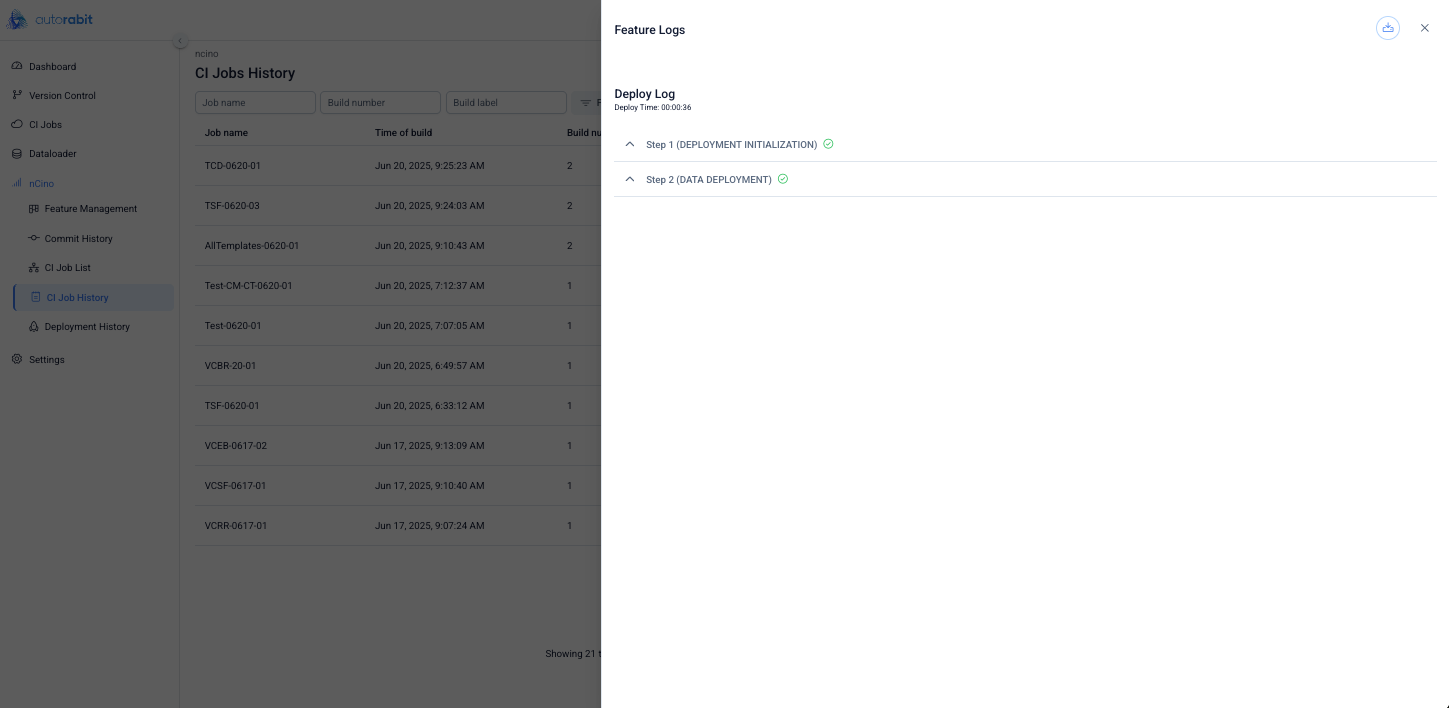 autorabit
Dashboard
Version Control
CI Jobs
Dataloader
nCino
Feature Management
Commit History
CI Job List
CI Job History
Deployment History
Settings
ncino
CI Jobs History
Job name Build number Build label F
Job name Time of build Build nu
TCD-0620-01 Jun 20, 2025, 9:25:23 AM 2
TSF-0620-03 Jun 20, 2025, 9:24:03 AM 2
AllTemplates-0620-01 Jun 20, 2025, 9:10:43 AM 2
Test-CM-CT-0620-01 Jun 20, 2025, 7:12:37 AM 1
Test-0620-01 Jun 20, 2025, 7:07:05 AM 1
VCBR-20-01 Jun 20, 2025, 6:49:57 AM 1
TSF-0620-01 Jun 20, 2025, 6:33:12 AM 1
VCEB-0617-02 Jun 17, 2025, 9:13:09 AM 1
VCSF-0617-01 Jun 17, 2025, 9:10:40 AM 1
VCRR-0617-01 Jun 17, 2025, 9:07:24 AM 1
Showing 21 t
Feature Logs
Deploy Log
Deploy Time: 00:00:36
Step 1 (DEPLOYMENT INITIALIZATION)
Step 2 (DATA DEPLOYMENT)